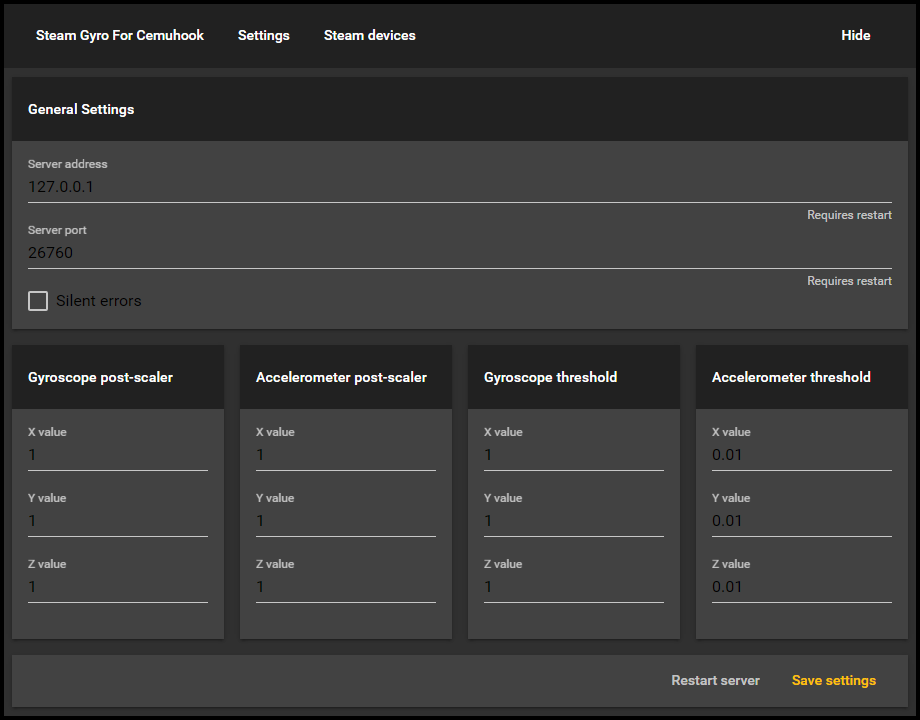 Steam Gyro For Cemuhook Settings Steam devices Hide
General Settings
Server address
127.0.0.1
Requires restart
Server port
26760
Requires restart
Silent errors
Gyroscope post-scaler
X value
1
Y value
1
Z value
1
Accelerometer post-scaler
X value
1
Y value
1
Z value
1
Gyroscope threshold
X value
1
Y value
1
Z value
1
Accelerometer threshold
X value
0.01
Y value
0.01
Z value
0.01
Restart server Save settings